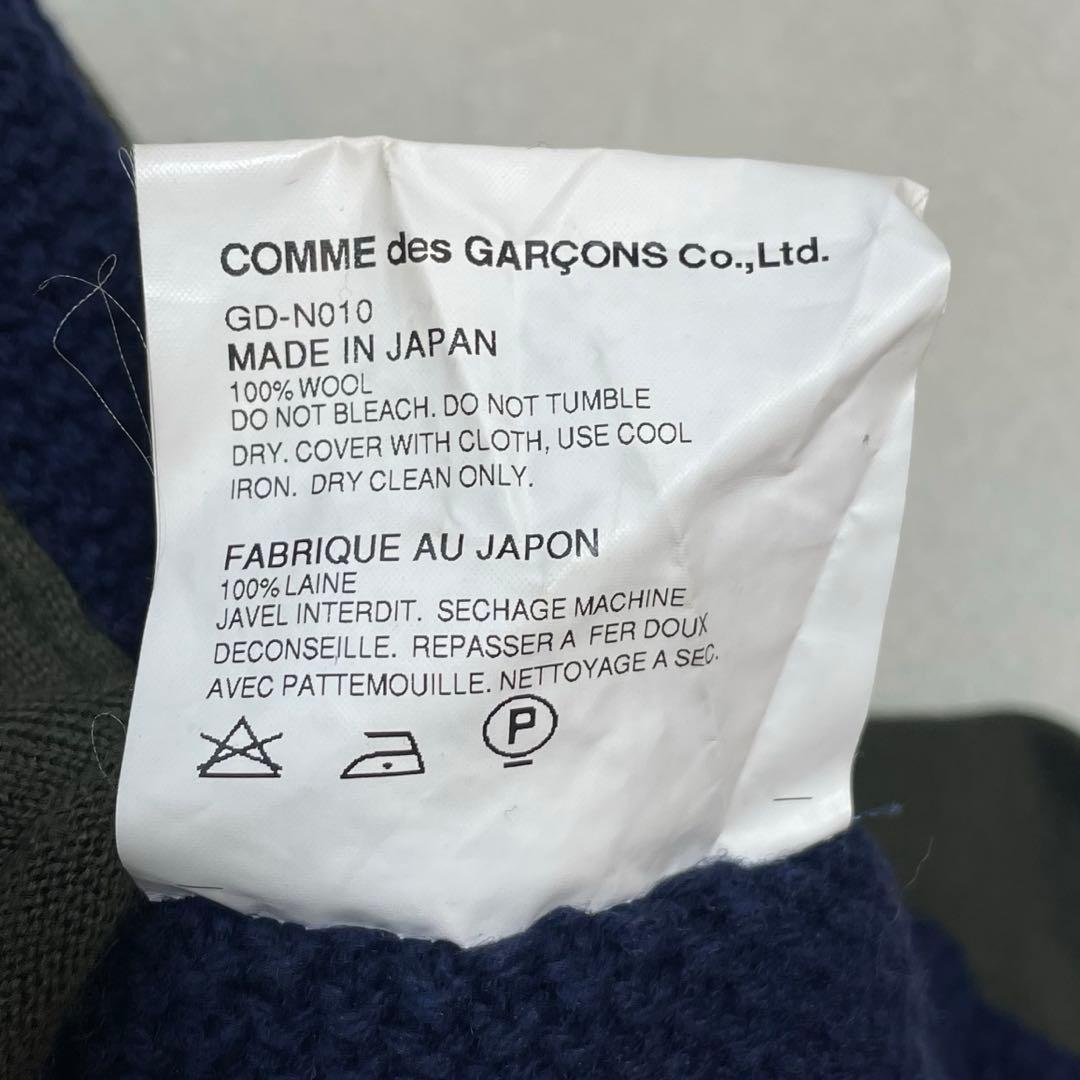 COMME des GARÇONS Co.,Ltd.
GD-N010
MADE IN JAPAN
100% WOOL
DO NOT BLEACH. DO NOT TUMBLE
DRY. COVER WITH CLOTH, USE COOL
IRON. DRY CLEAN ONLY.
FABRIQUE AU JAPON
100% LAINE
JAVEL INTERDIT. SECHAGE MACHINE
DECONSEILLE. REPASSER A FER DOUX
AVEC PATTEMOUILLE. NETTOYAGE A SEC.
P